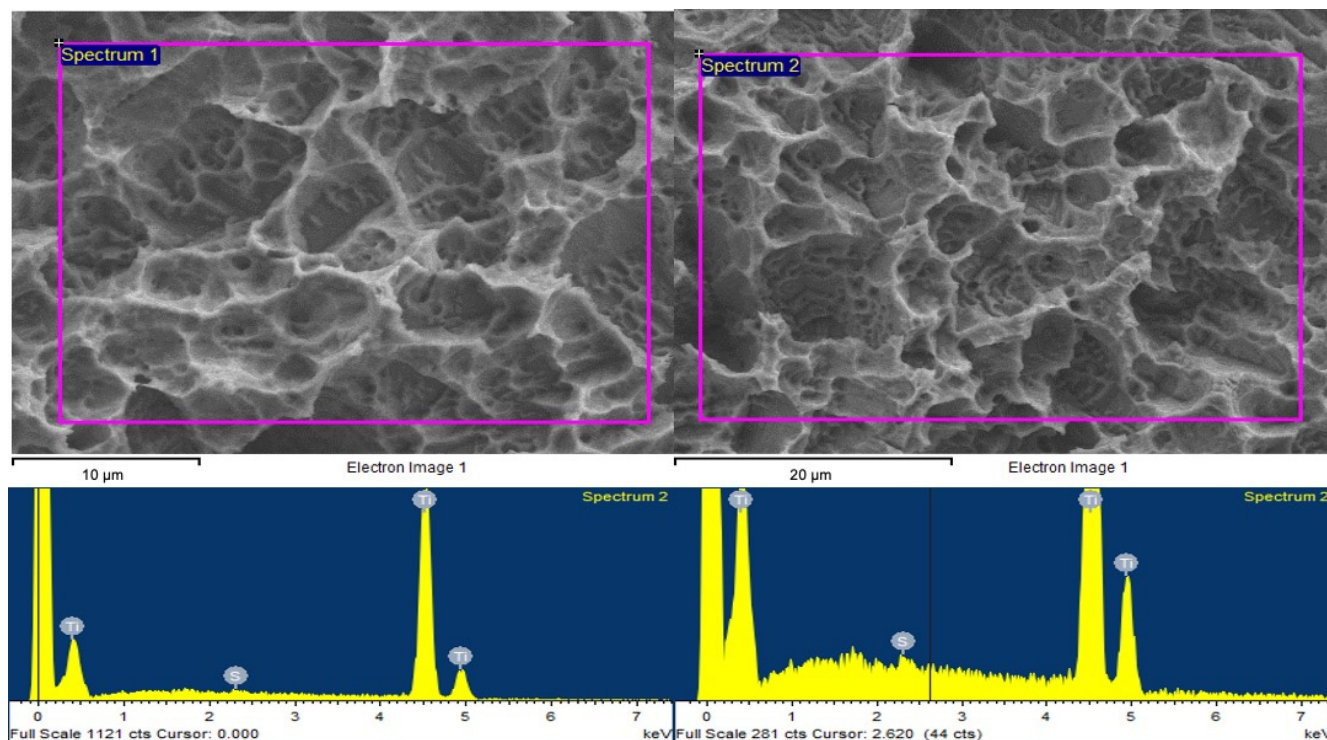 Spectrum 1
Spectrum 2
10 μm
Electron Image 1
20 μm
Electron Image 1
Spectrum 2
Ti
Ti
S
Ti
0 1 2 3 4 5 6 7
keV
Full Scale 1121 cts Cursor: 0.000
Spectrum 2
Ti
Ti
Ti
S
0 1 2 3 4 5 6 7
keV
Full Scale 281 cts Cursor: 2.620 (44 cts)